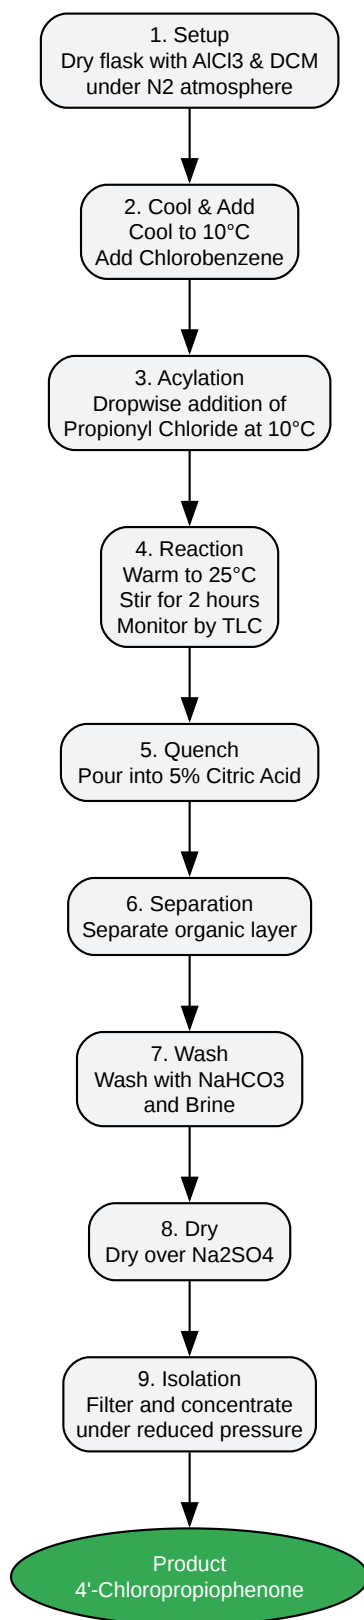 1. Setup
Dry flask with AlCl3 & DCM
under N2 atmosphere
2. Cool & Add
Cool to 10°C
Add Chlorobenzene
3. Acylation
Dropwise addition of
Propionyl Chloride at 10°C
4. Reaction
Warm to 25°C
Stir for 2 hours
Monitor by TLC
5. Quench
Pour into 5% Citric Acid
6. Separation
Separate organic layer
7. Wash
Wash with NaHCO3
and Brine
8. Dry
Dry over Na2SO4
9. Isolation
Filter and concentrate
under reduced pressure
Product
4'-Chloropropiophenone